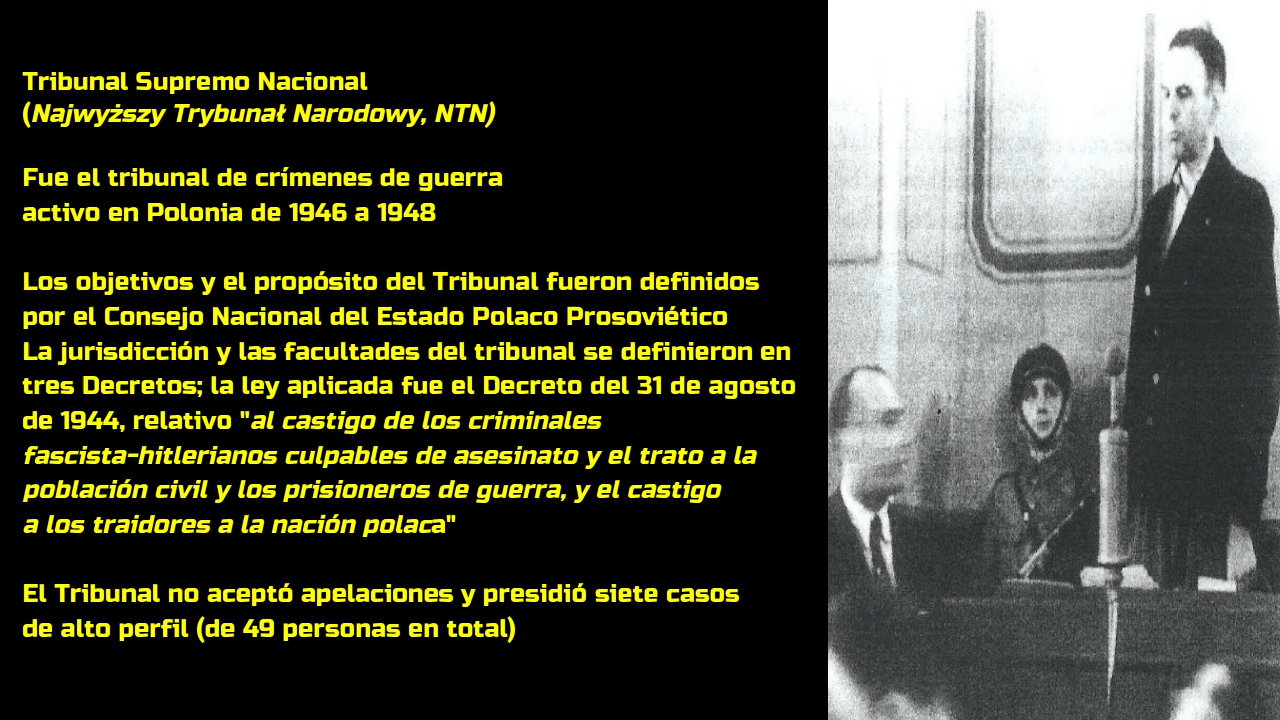 Tribunal Supremo Nacional
(Najwyższy Trybunał Narodowy, NTN)
Fue el tribunal de crímenes de guerra
activo en Polonia de 1946 a 1948
Los objetivos y el propósito del Tribunal fueron definidos
por el Consejo Nacional del Estado Polaco Prosoviético
La jurisdicción y las facultades del tribunal se definieron en
tres Decretos; la ley aplicada fue el Decreto del 31 de agosto
de 1944, relativo "al castigo de los criminales
fascista-hitlerianos culpables de asesinato y el trato a la
población civil y los prisioneros de guerra, y el castigo
a los traidores a la nación polaca"
El Tribunal no aceptó apelaciones y presidió siete casos
de alto perfil (de 49 personas en total)